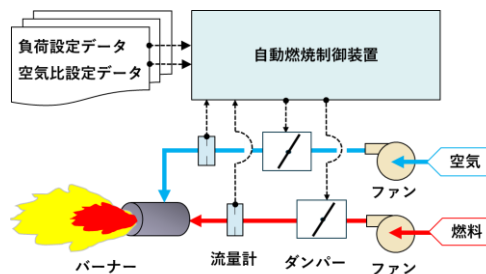 負荷設定データ
空気比設定データ
自動燃焼制御装置
空気
ファン
燃料
バーナー
流量計
ダンパー
ファン